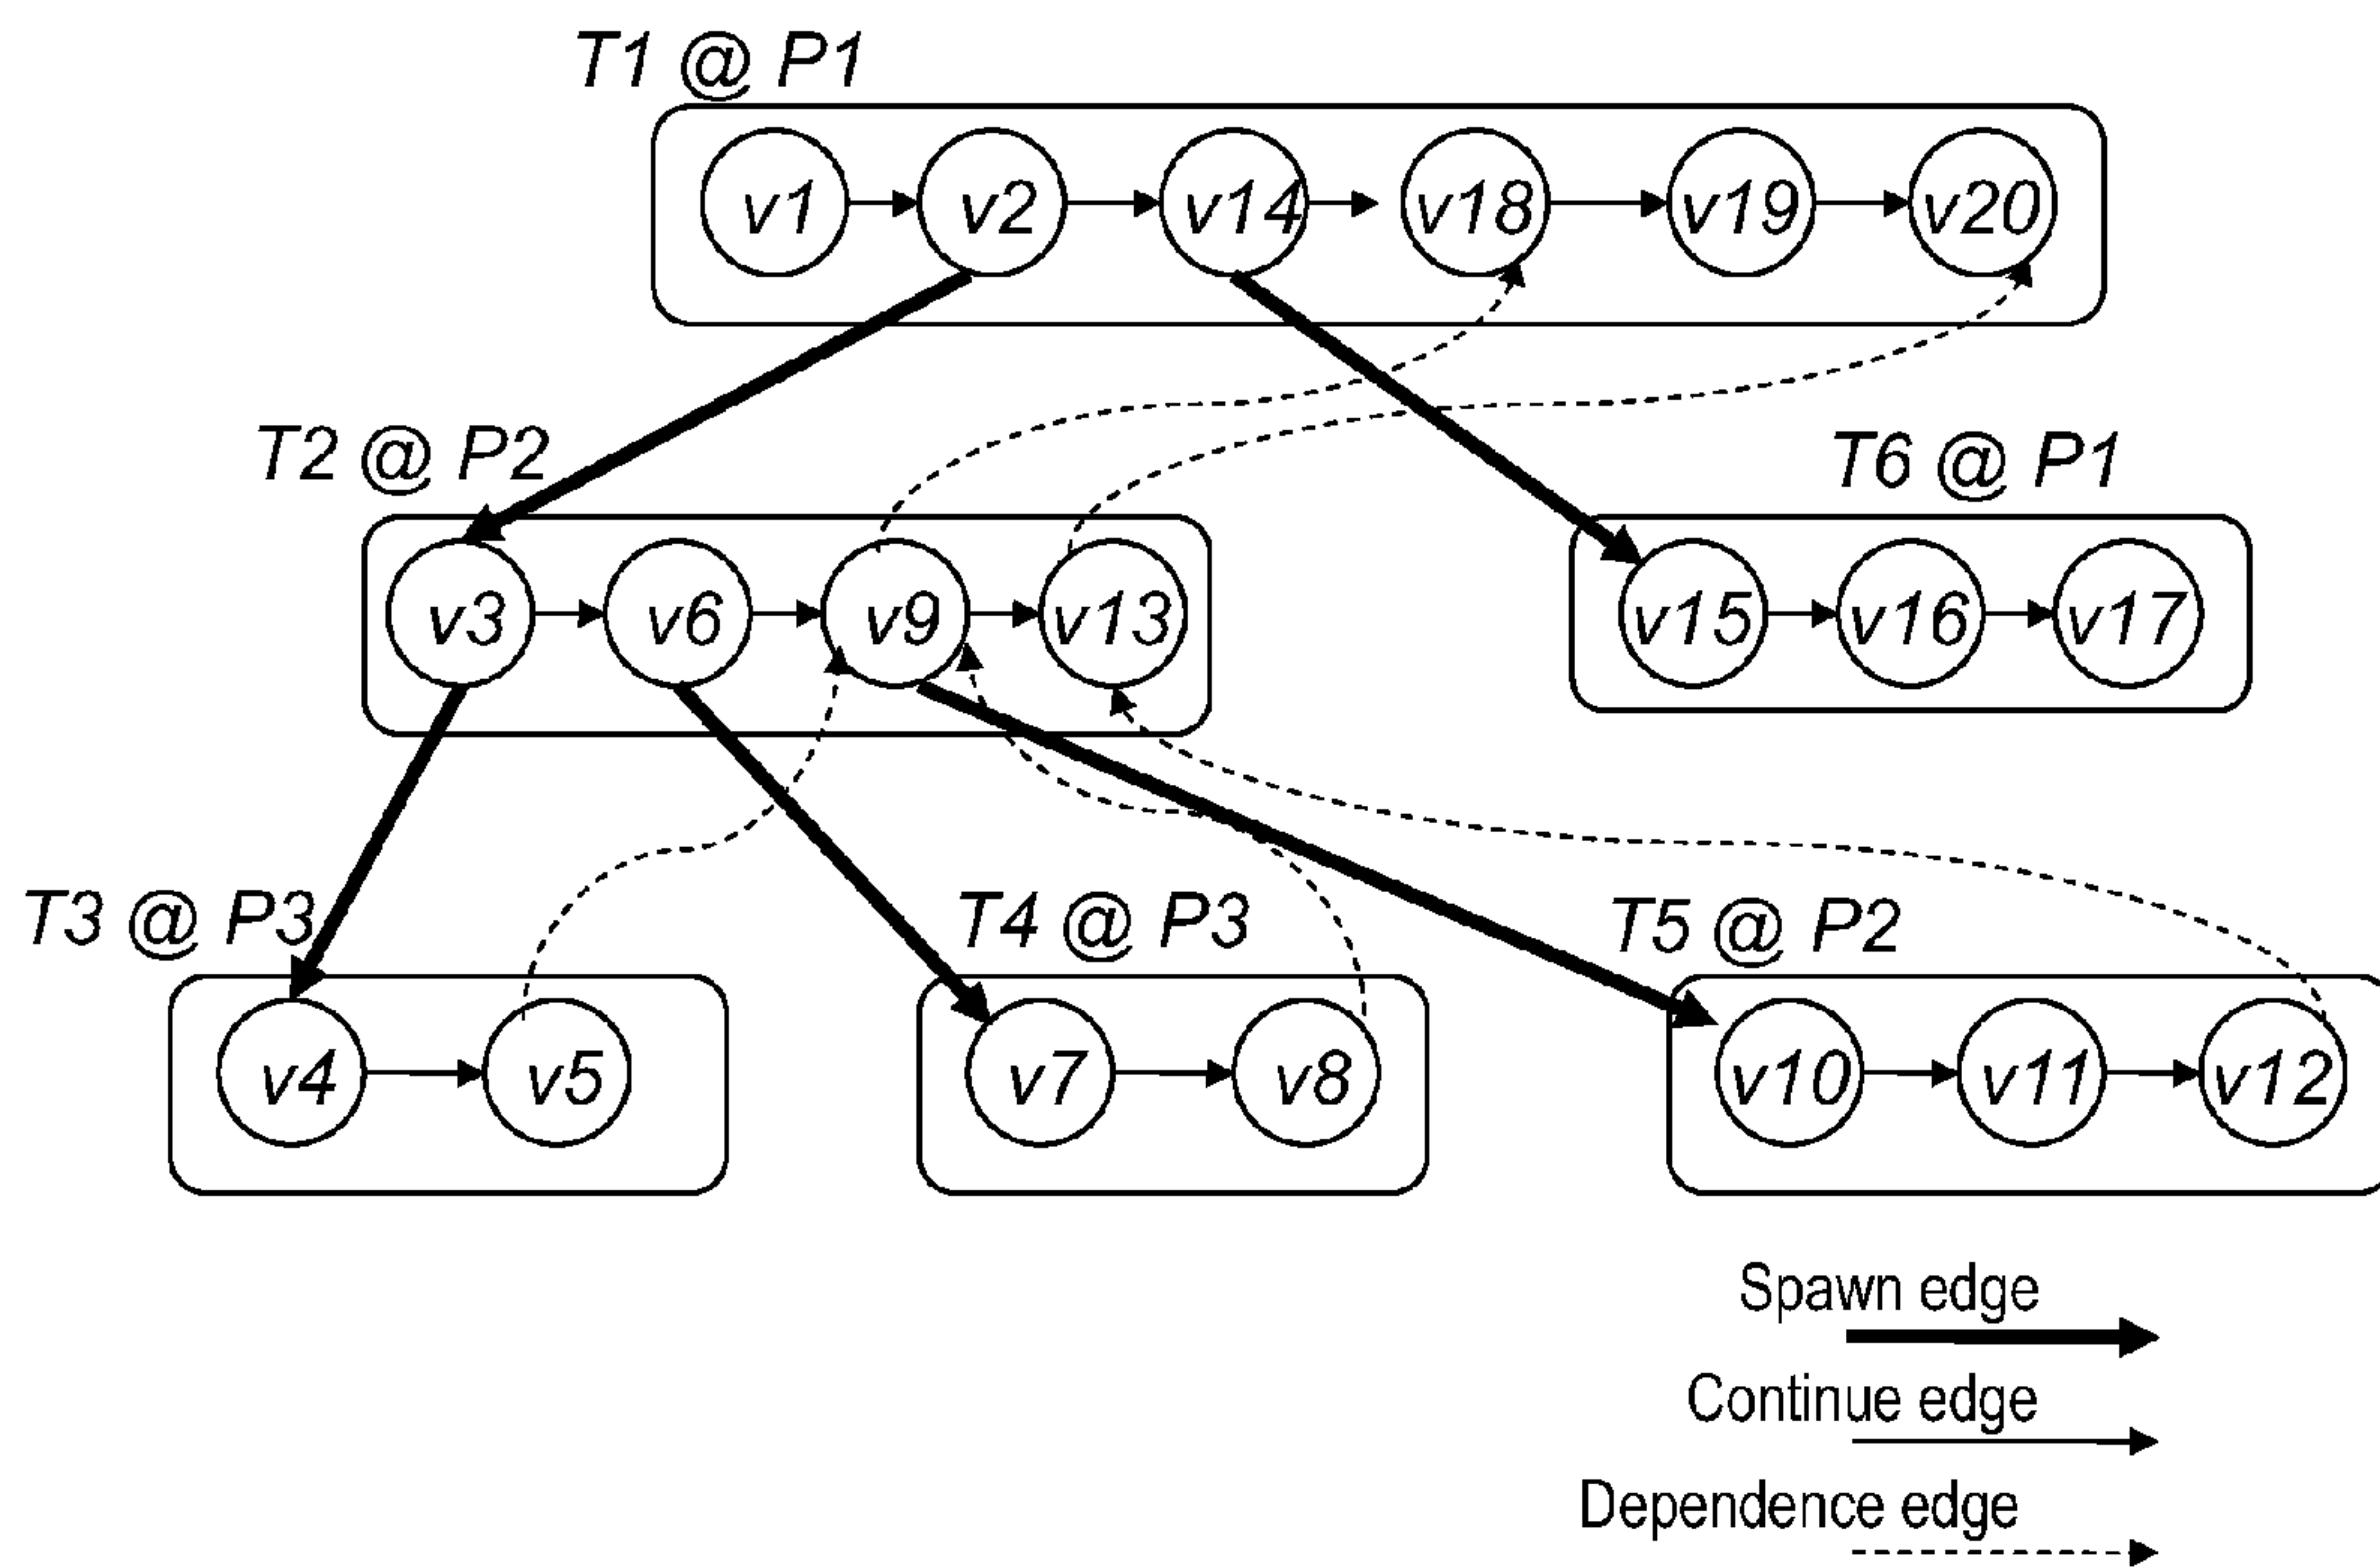 T1 @ P1
v1 v2 v14 v18 v19 v20
T2 @ P2
T6 @ P1
v3 v6 v9 v13
v15 v16 v17
T3 @ P3
T4 @ P3
T5 @ P2
v4 v5
v7 v8
v10 v11 v12
Spawn edge
Continue edge
Dependence edge